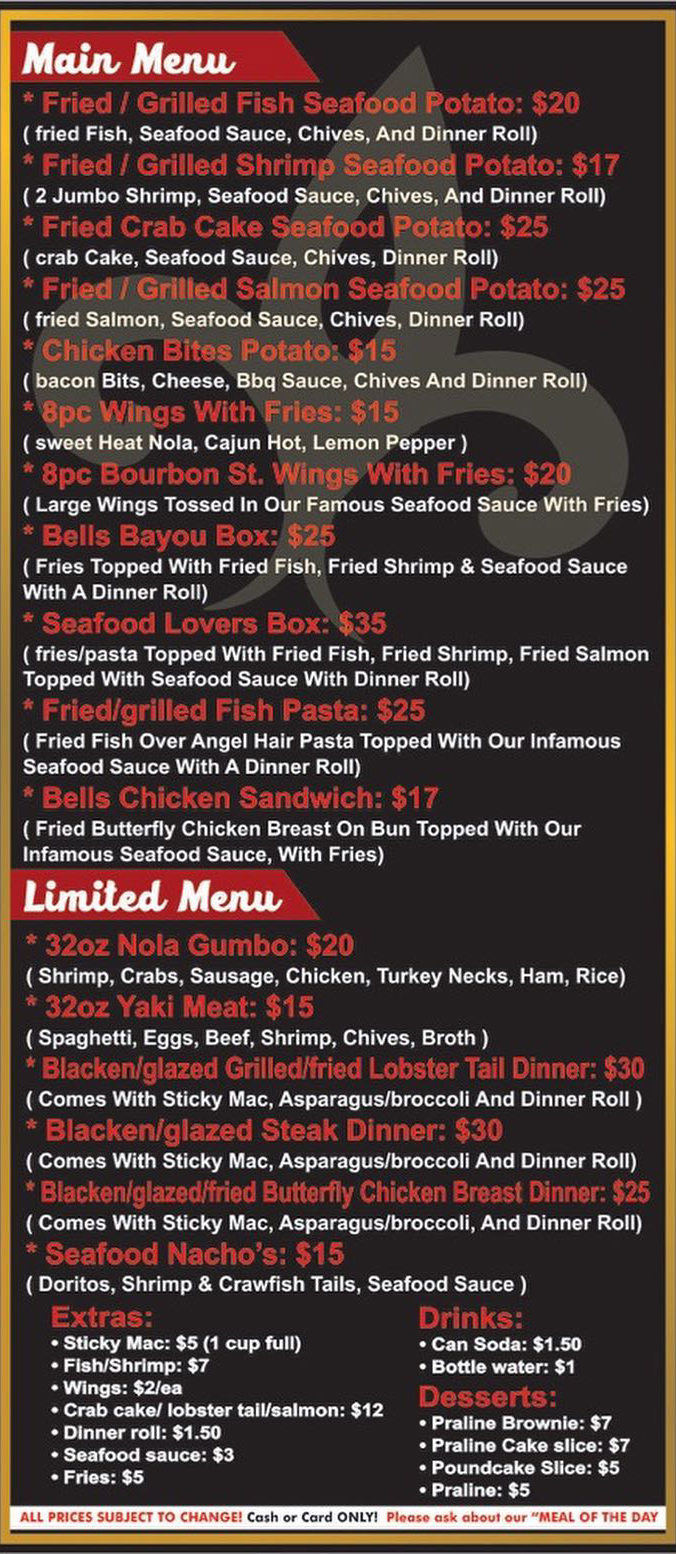 Main Menu
* Fried / Grilled Fish Seafood Potato: $20
( fried Fish, Seafood Sauce, Chives, And Dinner Roll)
* Fried / Grilled Shrimp Seafood Potato: $17
( 2 Jumbo Shrimp, Seafood Sauce, Chives, And Dinner Roll)
* Fried Crab Cake Seafood Potato: $25
( crab Cake, Seafood Sauce, Chives, Dinner Roll)
* Fried / Grilled Salmon Seafood Potato: $25
( fried Salmon, Seafood Sauce, Chives, Dinner Roll)
* Chicken Bites Potato: $15
( bacon Bits, Cheese, Bbq Sauce, Chives And Dinner Roll)
* 8pc Wings With Fries: $15
( sweet Heat Nola, Cajun Hot, Lemon Pepper )
* 8pc Bourbon St. Wings With Fries: $20
( Large Wings Tossed In Our Famous Seafood Sauce With Fries)
* Bells Bayou Box: $25
( Fries Topped With Fried Fish, Fried Shrimp & Seafood Sauce
With A Dinner Roll)
* Seafood Lovers Box: $35
( fries/pasta Topped With Fried Fish, Fried Shrimp, Fried Salmon
Topped With Seafood Sauce With Dinner Roll)
* Fried/grilled Fish Pasta: $25
( Fried Fish Over Angel Hair Pasta Topped With Our Infamous
Seafood Sauce With A Dinner Roll)
* Bells Chicken Sandwich: $17
( Fried Butterfly Chicken Breast On Bun Topped With Our
Infamous Seafood Sauce, With Fries)
Limited Menu
* 32oz Nola Gumbo: $20
( Shrimp, Crabs, Sausage, Chicken, Turkey Necks, Ham, Rice)
* 32oz Yaki Meat: $15
( Spaghetti, Eggs, Beef, Shrimp, Chives, Broth )
* Blacken/glazed Grilled/fried Lobster Tail Dinner: $30
( Comes With Sticky Mac, Asparagus/broccoli And Dinner Roll )
* Blacken/glazed Steak Dinner: $30
( Comes With Sticky Mac, Asparagus/broccoli And Dinner Roll)
* Blacken/glazed/fried Butterfly Chicken Breast Dinner: $25
( Comes With Sticky Mac, Asparagus/broccoli, And Dinner Roll)
* Seafood Nacho's: $15
( Doritos, Shrimp & Crawfish Tails, Seafood Sauce )
Extras:
• Sticky Mac: $5 (1 cup full)
• Fish/Shrimp: $7
• Wings: $2/ea
• Crab cake/ lobster tail/salmon: $12
• Dinner roll: $1.50
• Seafood sauce: $3
• Fries: $5
Drinks:
• Can Soda: $1.50
• Bottle water: $1
Desserts:
• Praline Brownie: $7
• Praline Cake slice: $7
• Poundcake Slice: $5
• Praline: $5
ALL PRICES SUBJECT TO CHANGE! Cash or Card ONLY! Please ask about our "MEAL OF THE DAY